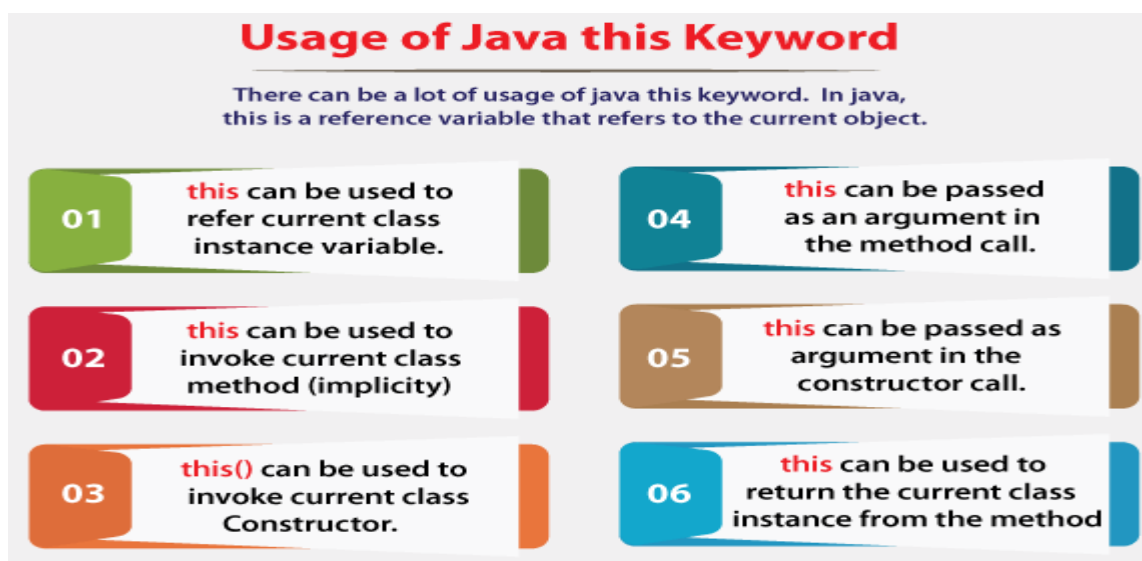 Usage of Java this Keyword
There can be a lot of usage of java this keyword. In java,
this is a reference variable that refers to the current object.
01
this can be used to
refer current class
instance variable.
02
this can be used to
invoke current class
method (implicity)
03
this() can be used to
invoke current class
Constructor.
04
this can be passed
as an argument in
the method call.
05
this can be passed as
argument in the
constructor call.
06
this can be used to
return the current class
instance from the method